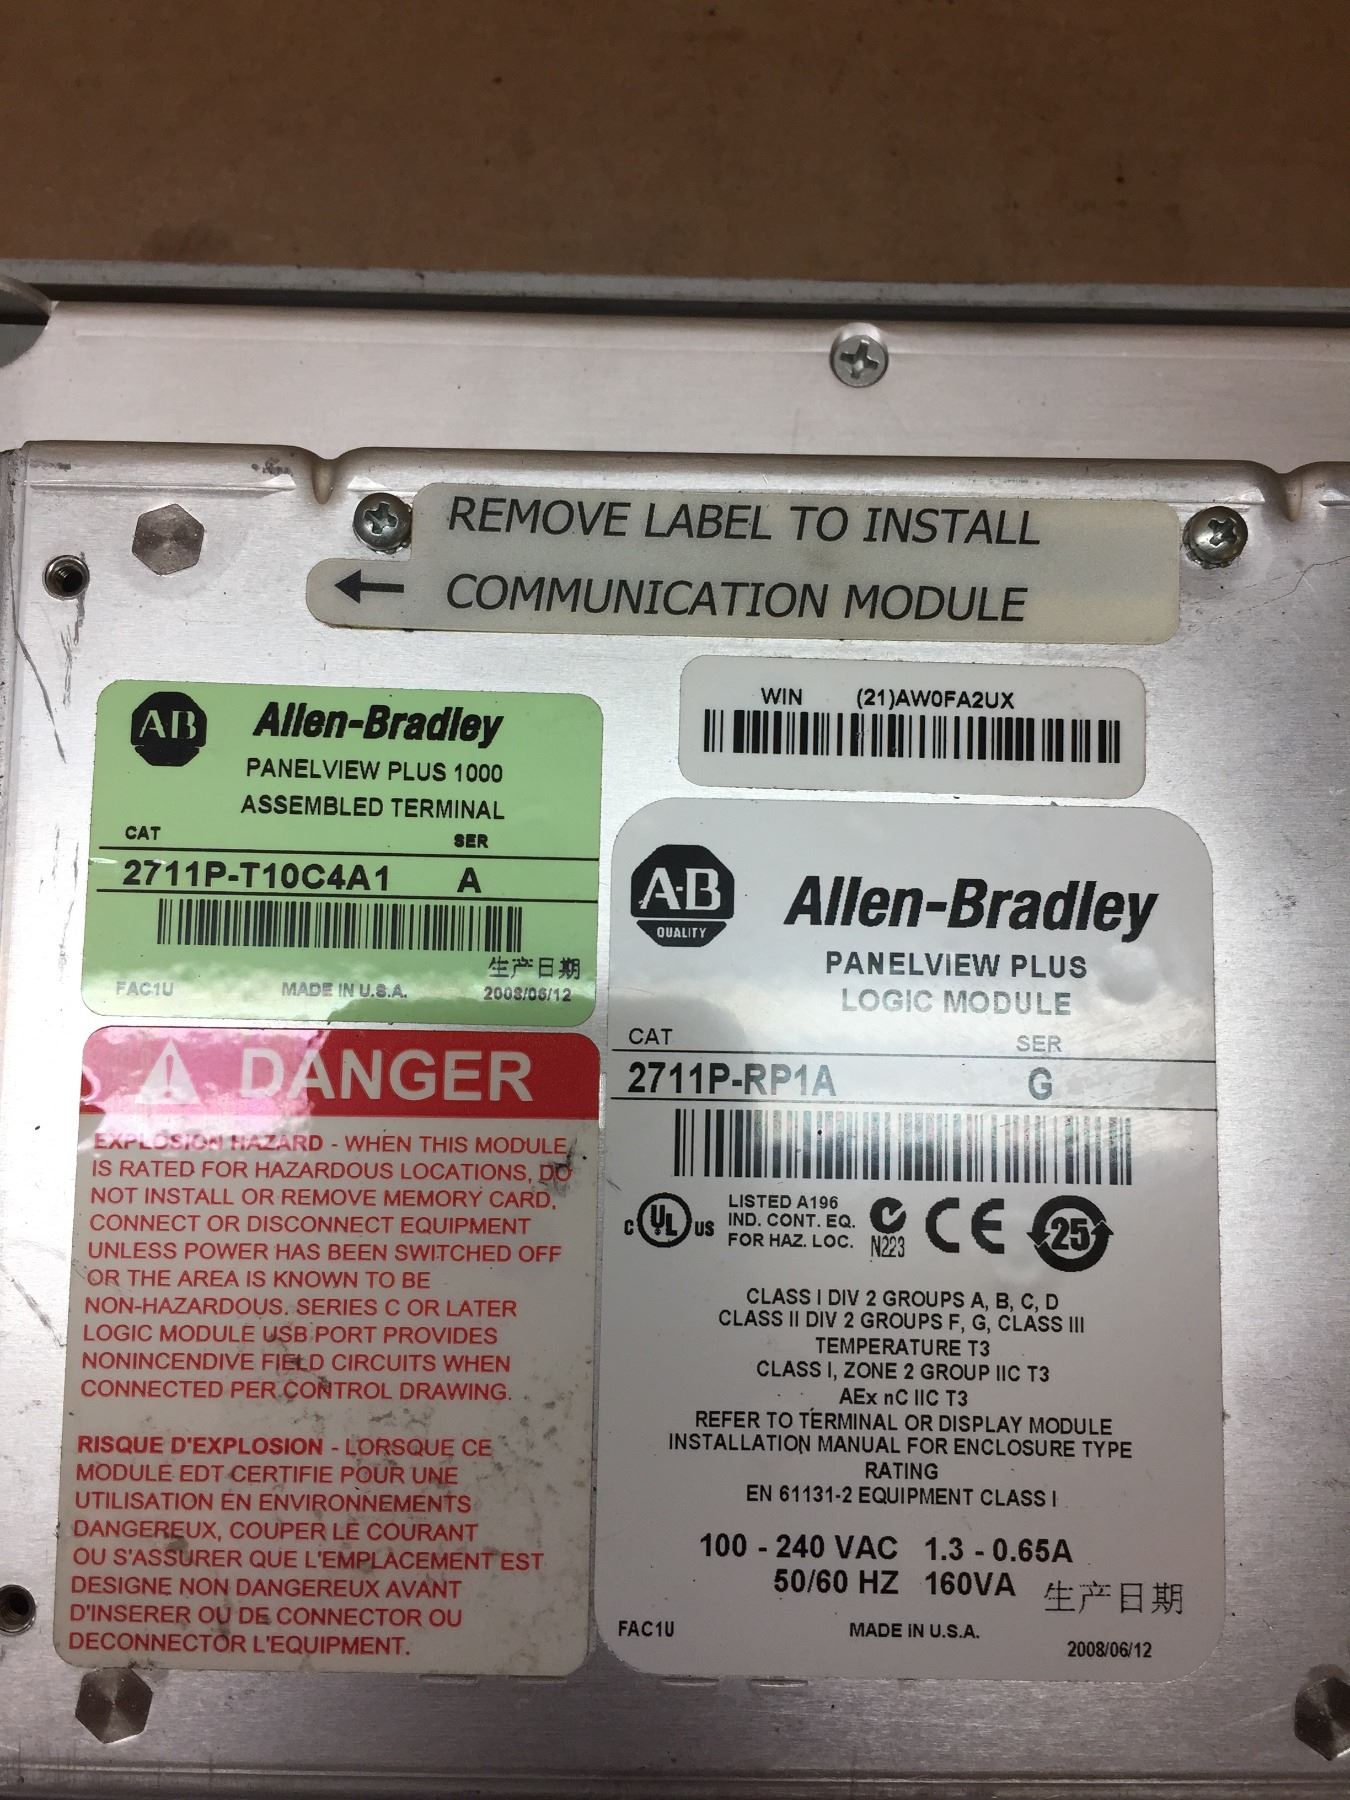 REMOVE LABEL TO INSTALL
COMMUNICATION MODULE
WIN (21)AW0FA2UX
AB Allen-Bradley
PANELVIEW PLUS 1000
ASSEMBLED TERMINAL
CAT SER
2711P-T10C4A1 A
生产日期
FAC1U MADE IN U.S.A. 2008/06/12
DANGER
EXPLOSION HAZARD - WHEN THIS MODULE
IS RATED FOR HAZARDOUS LOCATIONS, DO
NOT INSTALL OR REMOVE MEMORY CARD,
CONNECT OR DISCONNECT EQUIPMENT
UNLESS POWER HAS BEEN SWITCHED OFF
OR THE AREA IS KNOWN TO BE
NON-HAZARDOUS. SERIES C OR LATER
LOGIC MODULE USB PORT PROVIDES
NONINCENDIVE FIELD CIRCUITS WHEN
CONNECTED PER CONTROL DRAWING.
RISQUE D'EXPLOSION - LORSQUE CE
MODULE EDT CERTIFIE POUR UNE
UTILISATION EN ENVIRONNEMENTS
DANGEREUX, COUPER LE COURANT
OU S'ASSURER QUE L'EMPLACEMENT EST
DESIGNE NON DANGEREUX AVANT
D'INSERER OU DE CONNECTOR OU
DECONNECTOR L'EQUIPMENT.
A-B QUALITY
Allen-Bradley
PANELVIEW PLUS
LOGIC MODULE
CAT SER
2711P-RP1A G
C UL US
LISTED A196
IND. CONT. EQ.
FOR HAZ. LOC.
N223
CE
25
CLASS I DIV 2 GROUPS A, B, C, D
CLASS II DIV 2 GROUPS F, G, CLASS III
TEMPERATURE T3
CLASS I, ZONE 2 GROUP IIC T3
AEx nC IIC T3
REFER TO TERMINAL OR DISPLAY MODULE
INSTALLATION MANUAL FOR ENCLOSURE TYPE
RATING
EN 61131-2 EQUIPMENT CLASS I
100 - 240 VAC 1.3 - 0.65A
50/60 HZ 160VA 生产日期
FAC1U MADE IN U.S.A. 2008/06/12